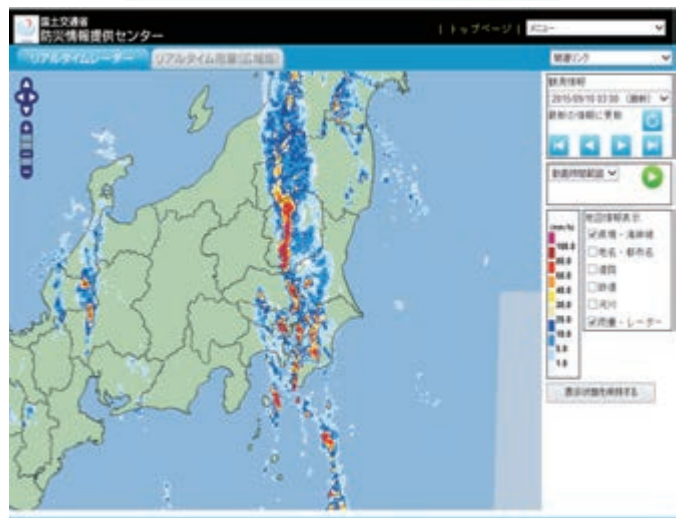 国土交通省
防災情報提供センター
| トップページ |
メニュー
リアルタイムレーダー
リアルタイム雨量(広域版)
関連リンク
観測情報
2015/09/10 03:00 (最新)
最新の情報に更新
動画時間範囲
(mm/h)
100.0
80.0
60.0
40.0
30.0
20.0
10.0
5.0
1.0
地図情報表示
県境・海岸線
地名・都市名
道路
鉄道
河川
雨量・レーダー
表示状態を保持する